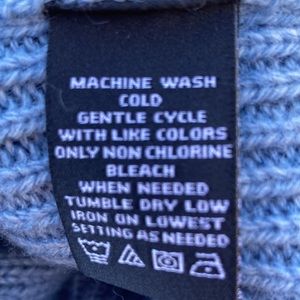 MACHINE WASH
COLD
GENTLE CYCLE
WITH LIKE COLORS
ONLY NON CHLORINE
BLEACH
WHEN NEEDED
TUMBLE DRY LOW
IRON ON LOWEST
SETTING AS NEEDED